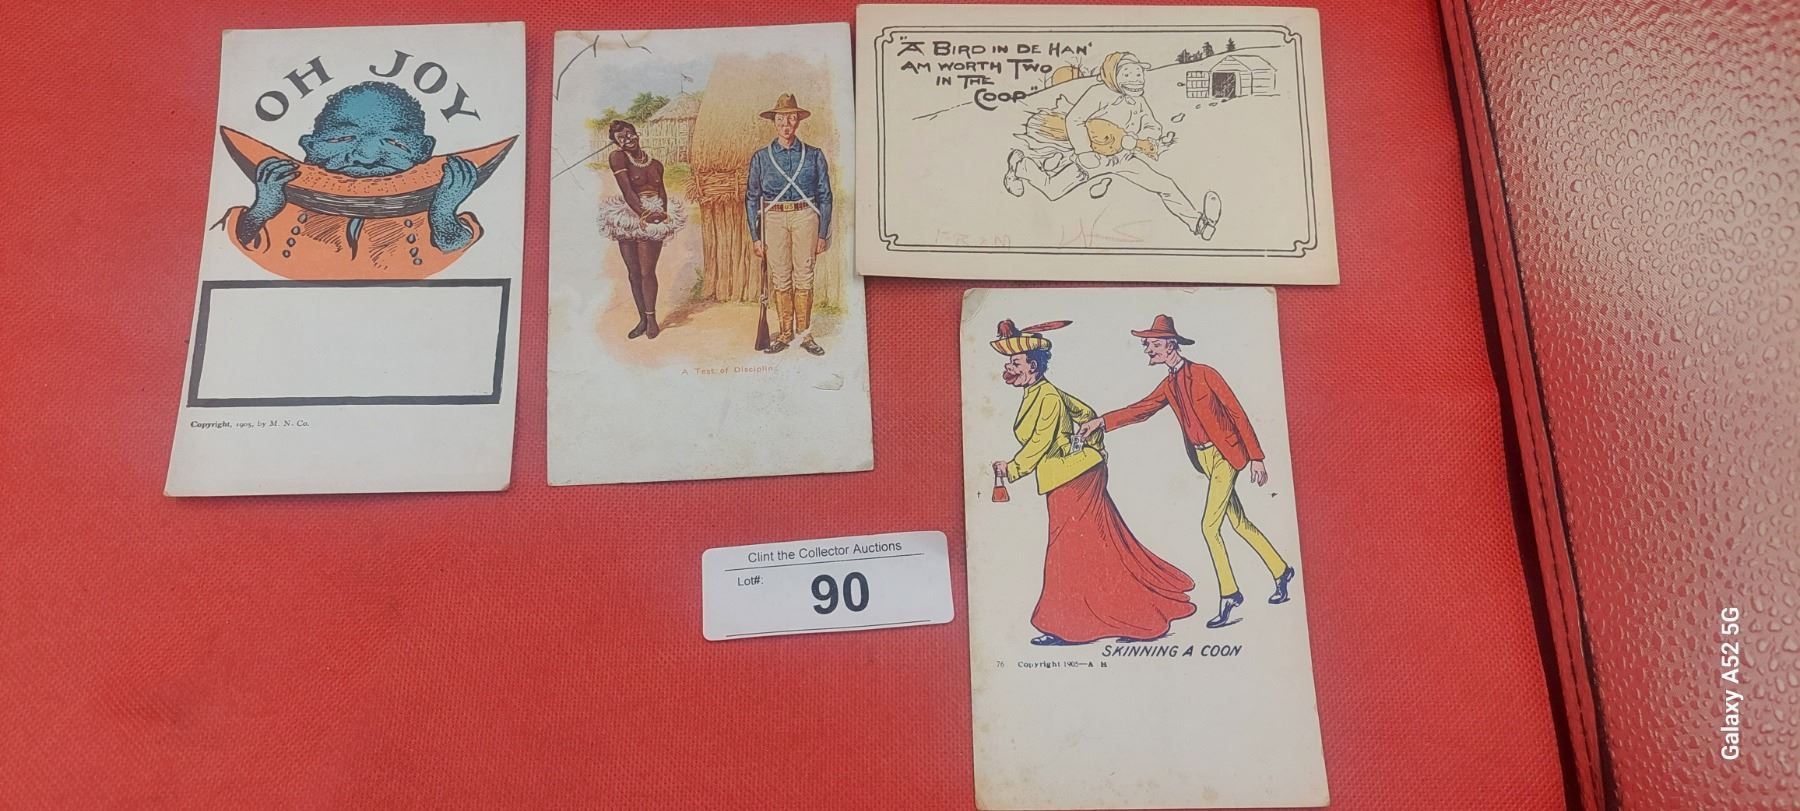 OH JOY
Copyright, 1905, by M. N. Co.
A Test of Discipline
"A BIRD IN DE HAN'
AM WORTH TWO
IN THE
COOP"
Clint the Collector Auctions
Lot#:
90
SKINNING A COON
76 Copyright 1905—A H
Galaxy A52 5G